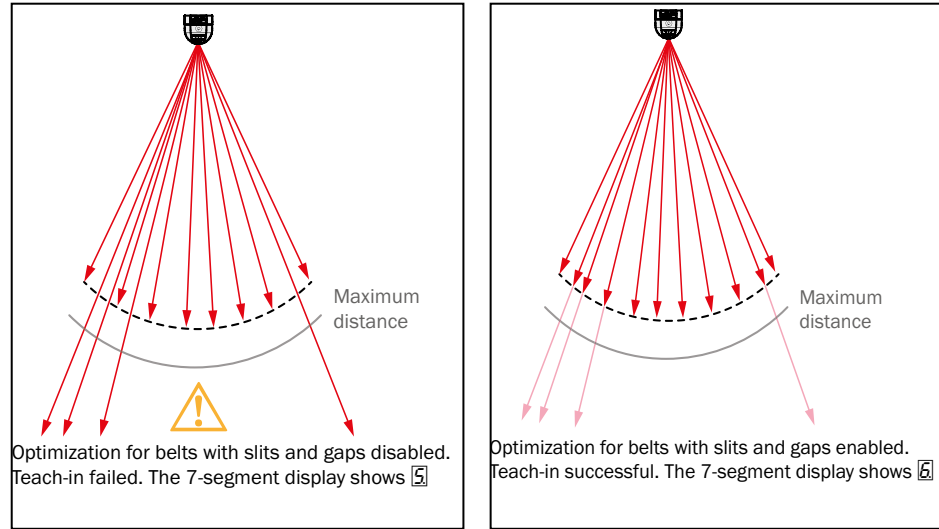 Maximum
distance
Optimization for belts with slits and gaps disabled.
Teach-in failed. The 7-segment display shows 5.
Maximum
distance
Optimization for belts with slits and gaps enabled.
Teach-in successful. The 7-segment display shows 6.